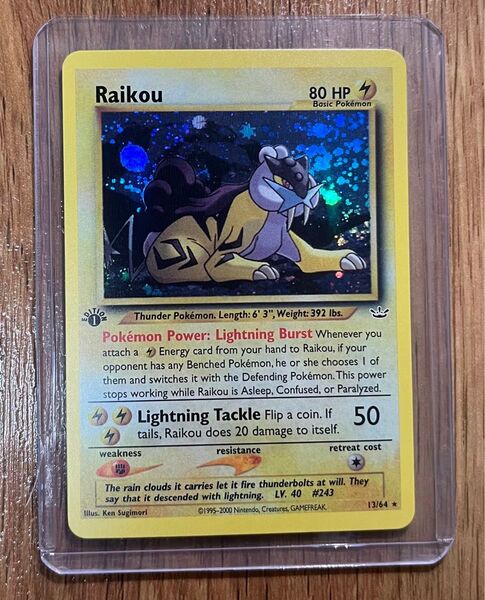 Raikou
80 HP
Basic Pokémon
EDITION
1
Thunder Pokémon. Length: 6' 3", Weight: 392 lbs.
Pokémon Power: Lightning Burst Whenever you
attach a Energy card from your hand to Raikou, if your
opponent has any Benched Pokémon, he or she chooses 1 of
them and switches it with the Defending Pokémon. This power
stops working while Raikou is Asleep, Confused, or Paralyzed.
Lightning Tackle Flip a coin. If
tails, Raikou does 20 damage to itself.
50
weakness
resistance
retreat cost
The rain clouds it carries let it fire thunderbolts at will. They
say that it descended with lightning. LV. 40 #243
Illus. Ken Sugimori
©1995-2000 Nintendo, Creatures, GAMEFREAK.
13/64 ★